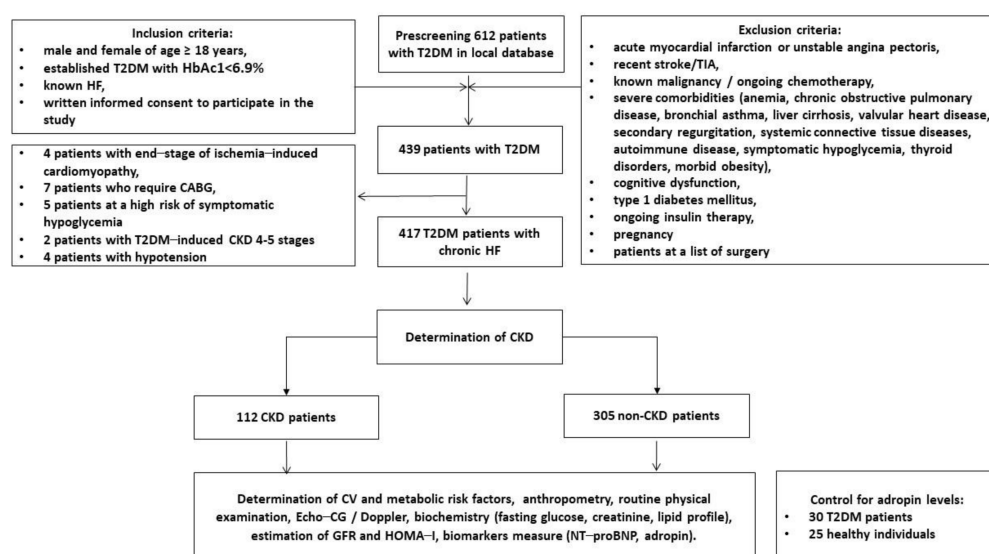 Inclusion criteria:
• male and female of age ≥ 18 years,
• established T2DM with HbAc1<6.9%
• known HF,
• written informed consent to participate in the
study
Prescreening 612 patients
with T2DM in local database
Exclusion criteria:
• acute myocardial infarction or unstable angina pectoris,
• recent stroke/TIA,
• known malignancy / ongoing chemotherapy,
• severe comorbidities (anemia, chronic obstructive pulmonary
disease, bronchial asthma, liver cirrhosis, valvular heart disease,
secondary regurgitation, systemic connective tissue diseases,
autoimmune disease, symptomatic hypoglycemia, thyroid
disorders, morbid obesity),
• cognitive dysfunction,
• type 1 diabetes mellitus,
• ongoing insulin therapy,
• pregnancy
• patients at a list of surgery
439 patients with T2DM
• 4 patients with end−stage of ischemia−induced
cardiomyopathy,
• 7 patients who require CABG,
• 5 patients at a high risk of symptomatic
hypoglycemia
• 2 patients with T2DM−induced CKD 4-5 stages
• 4 patients with hypotension
417 T2DM patients with
chronic HF
Determination of CKD
112 CKD patients
305 non-CKD patients
Determination of CV and metabolic risk factors, anthropometry, routine physical
examination, Echo−CG / Doppler, biochemistry (fasting glucose, creatinine, lipid profile),
estimation of GFR and HOMA−I, biomarkers measure (NT−proBNP, adropin).
Control for adropin levels:
• 30 T2DM patients
• 25 healthy individuals